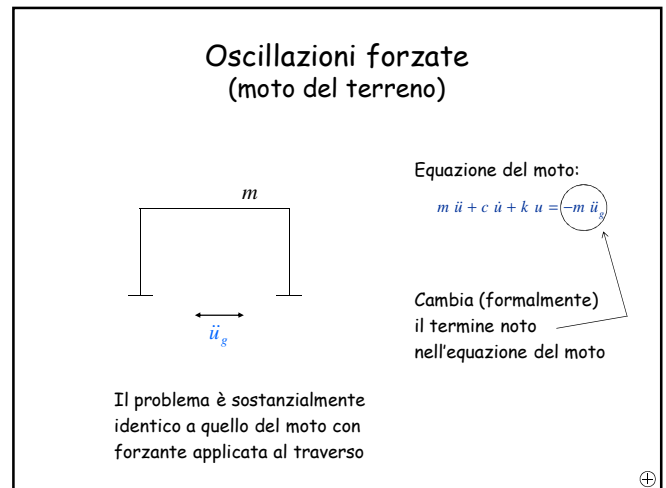 Oscillazioni forzate
(moto del terreno)
m
ü_g
Equazione del moto:
m ü + c u̇ + k u = −m ü_g
Cambia (formalmente)
il termine noto
nell'equazione del moto
Il problema è sostanzialmente
identico a quello del moto con
forzante applicata al traverso